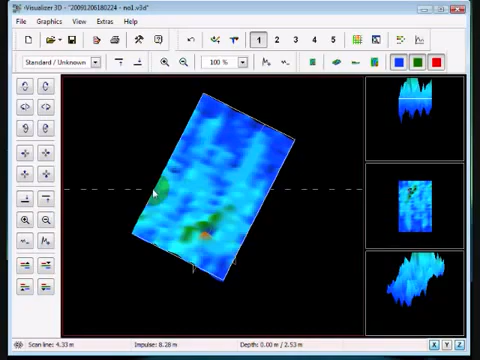 Visualizer 3D - "20091206180224 - no1.v3d"
File Graphics View Extras Help
1 2 3 4 5
Standard / Unknown 100 %
Scan line: 4.33 m Impulse: 8.28 m Depth: 0.00 m / 2.53 m X Y Z